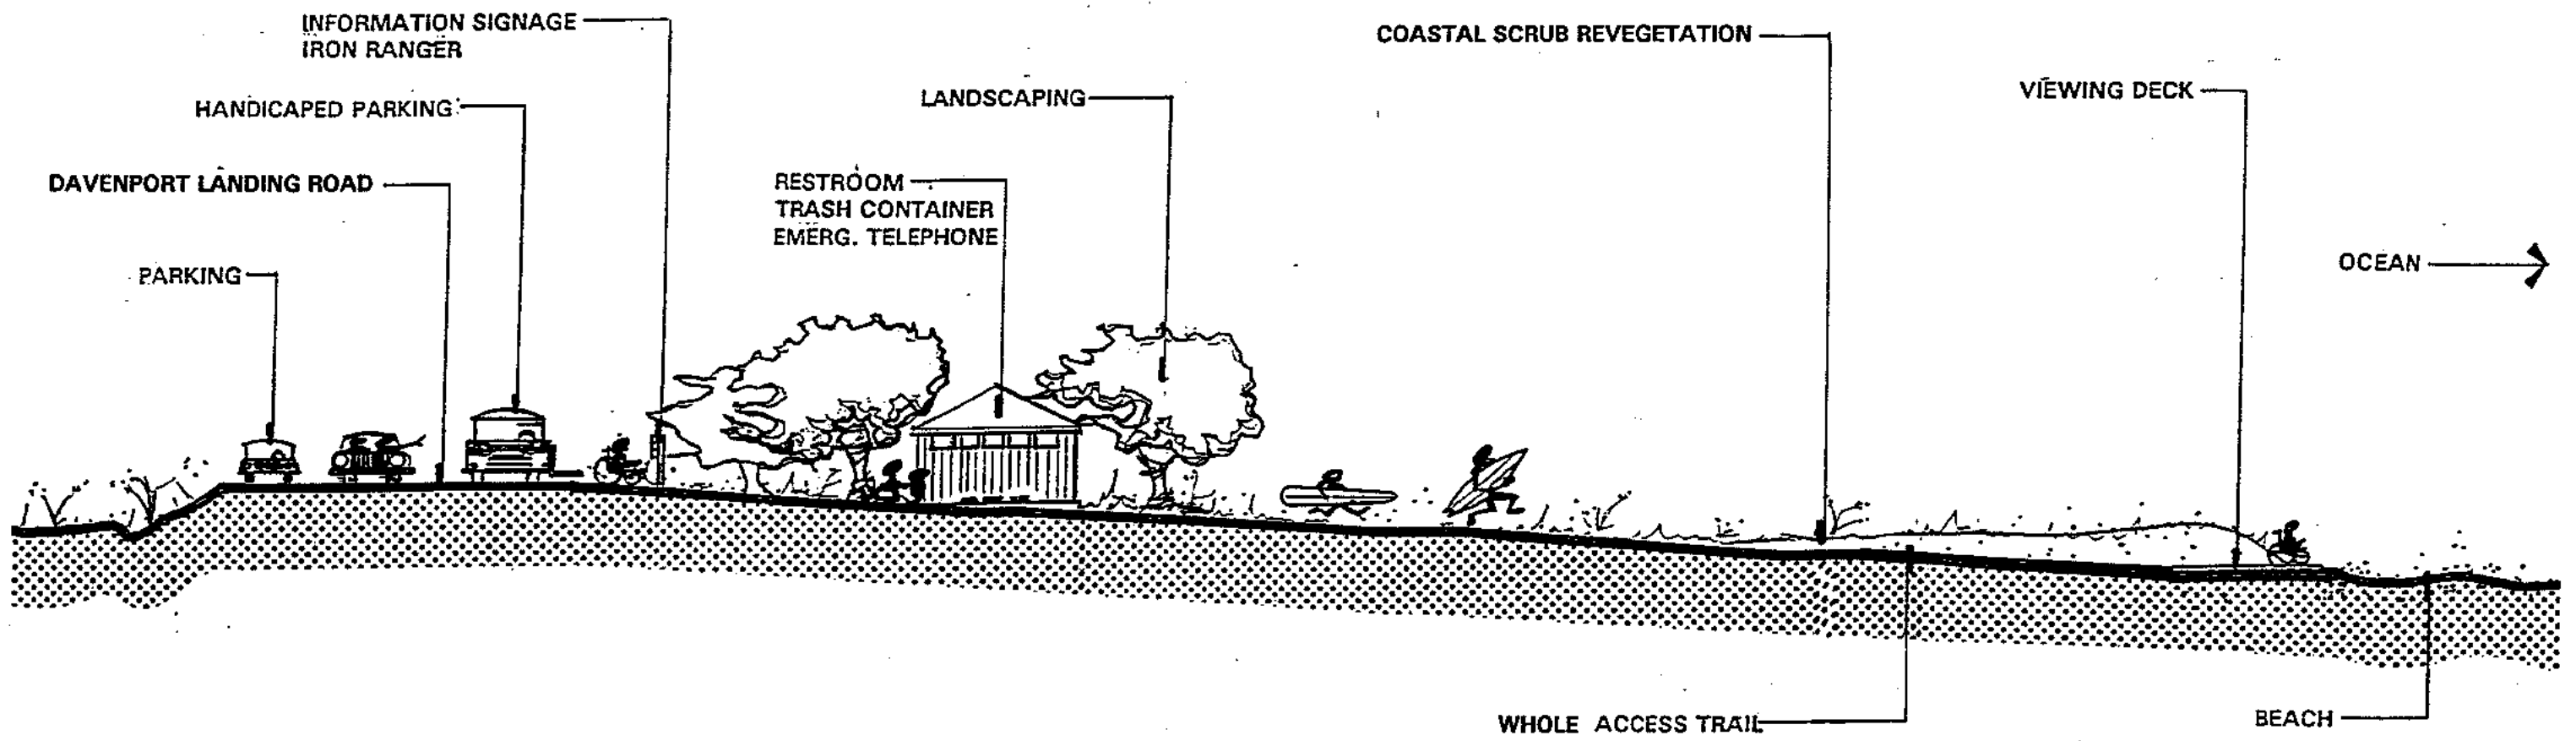 INFORMATION SIGNAGE
IRON RANGER
HANDICAPED PARKING
DAVENPORT LANDING ROAD
PARKING
LANDSCAPING
RESTROOM
TRASH CONTAINER
EMERG. TELEPHONE
COASTAL SCRUB REVEGETATION
VIEWING DECK
OCEAN
WHOLE ACCESS TRAIL
BEACH